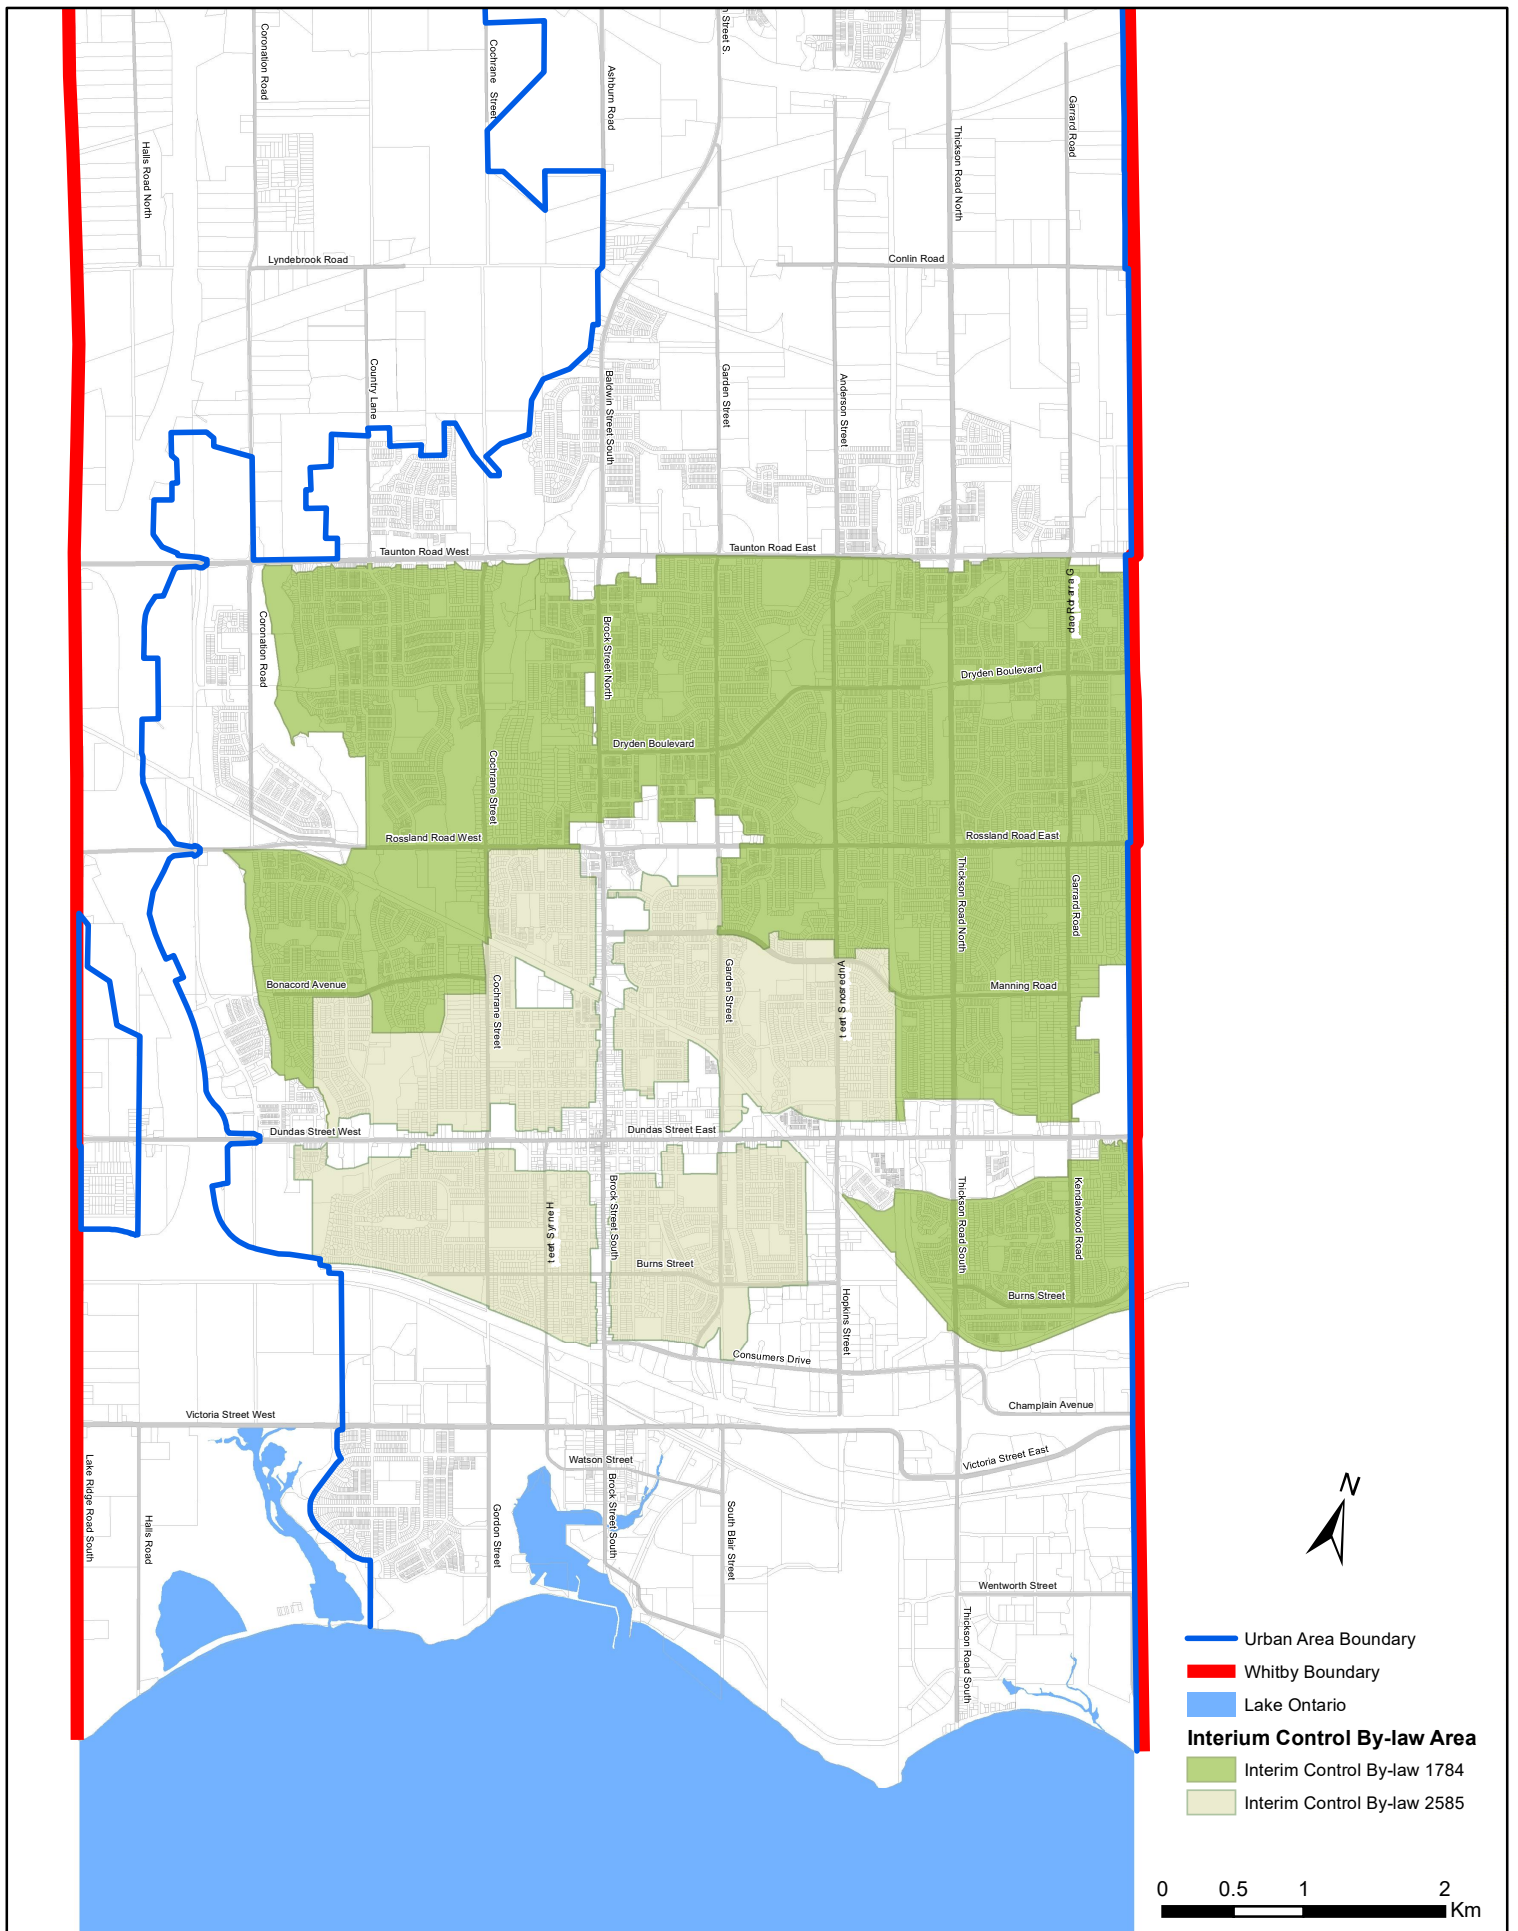 Coronation Road
Cochrane Street
Street S.
Ashburn Road
Garrard Road
Thickson Road North
Halls Road North
Lyndebrook Road
Conlin Road
Country Lane
Baldwin Street South
Garden Street
Anderson Street
Taunton Road West
Taunton Road East
Coronation Road
Brock Street North
Dryden Boulevard
Dryden Boulevard
Cochrane Street
Rossland Road West
Rossland Road East
Thickson Road North
Garrard Road
Bonacord Avenue
Cochrane Street
Garden Street
Manning Road
Dundas Street West
Dundas Street East
Brock Street South
Thickson Road South
Kendalwood Road
Burns Street
Burns Street
Hopkins Street
Consumers Drive
Champlain Avenue
Victoria Street West
Victoria Street East
Watson Street
Lake Ridge Road South
Halls Road
Gordon Street
Brock Street South
South Blair Street
Wentworth Street
Thickson Road South
N
Urban Area Boundary
Whitby Boundary
Lake Ontario
Interium Control By-law Area
Interim Control By-law 1784
Interim Control By-law 2585
0 0.5 1 2
Km